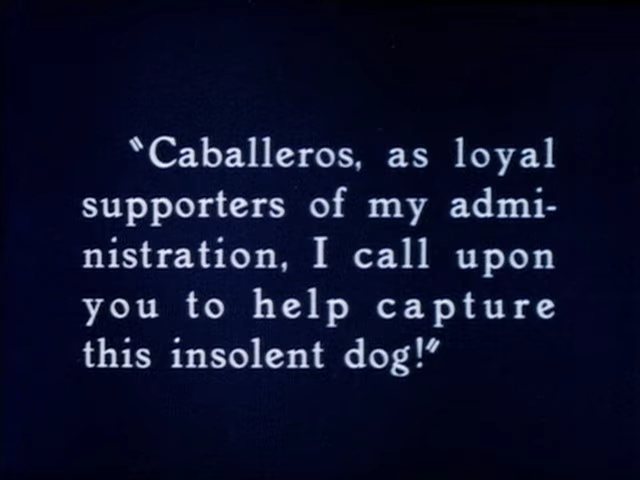 "Caballeros, as loyal
supporters of my admi-
nistration, I call upon
you to help capture
this insolent dog!"